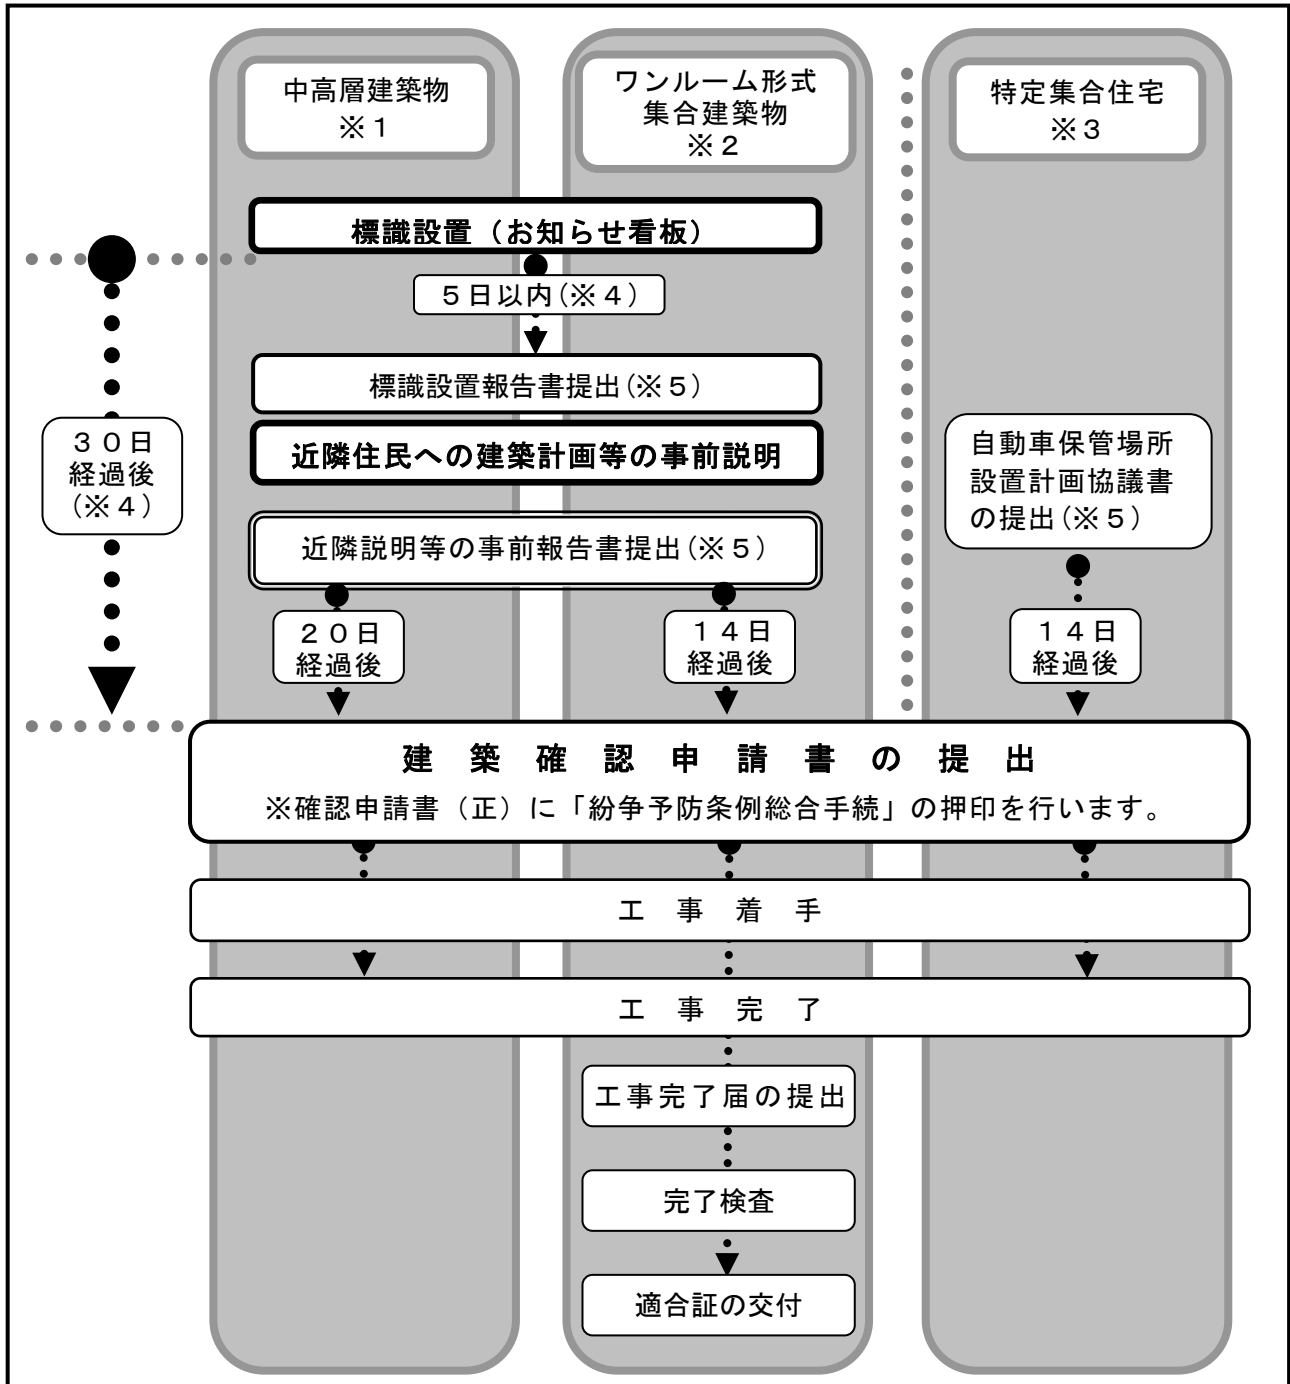 中高層建築物
※１
ワンルーム形式
集合建築物
※２
特定集合住宅
※３
標識設置（お知らせ看板）
５日以内（※４）
標識設置報告書提出（※５）
近隣住民への建築計画等の事前説明
３０日
経過後
（※４）
自動車保管場所
設置計画協議書
の提出（※５）
近隣説明等の事前報告書提出（※５）
２０日
経過後
１４日
経過後
１４日
経過後
建築確認申請書の提出
※確認申請書（正）に「紛争予防条例総合手続」の押印を行います。
工事着手
工事完了
工事完了届の提出
完了検査
適合証の交付